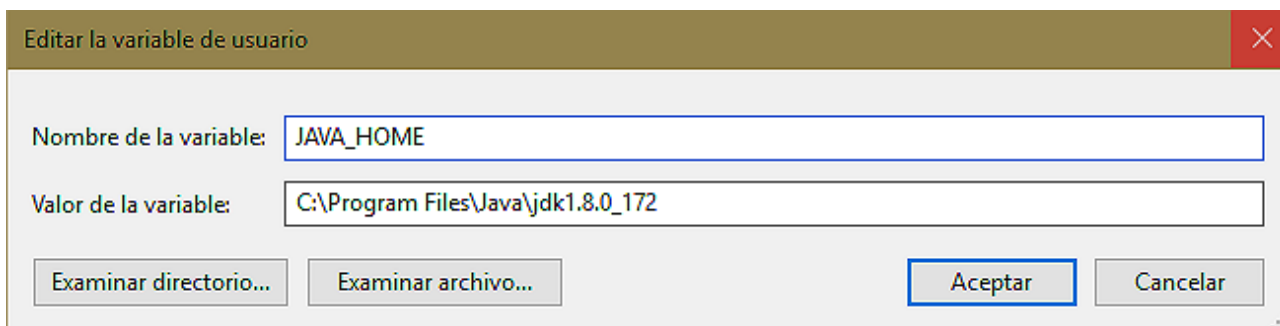 Editar la variable de usuario
Nombre de la variable: JAVA_HOME
Valor de la variable: C:\Program Files\Java\jdk1.8.0_172
Examinar directorio... Examinar archivo... Aceptar Cancelar